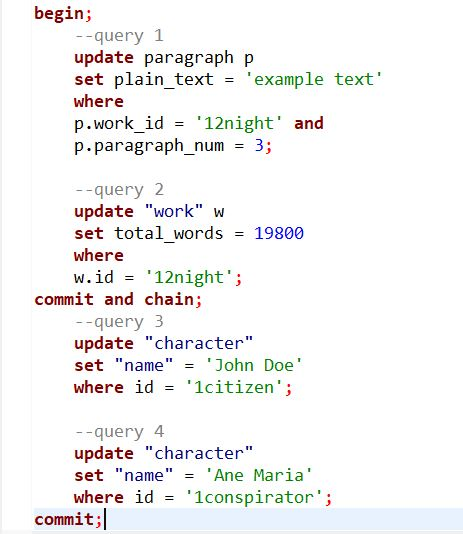 begin;
--query 1
update paragraph p
set plain_text = 'example text'
where
p.work_id = '12night' and
p.paragraph_num = 3;
--query 2
update "work" w
set total_words = 19800
where
w.id = '12night';
commit and chain;
--query 3
update "character"
set "name" = 'John Doe'
where id = '1citizen';
--query 4
update "character"
set "name" = 'Ane Maria'
where id = '1conspirator';
commit;